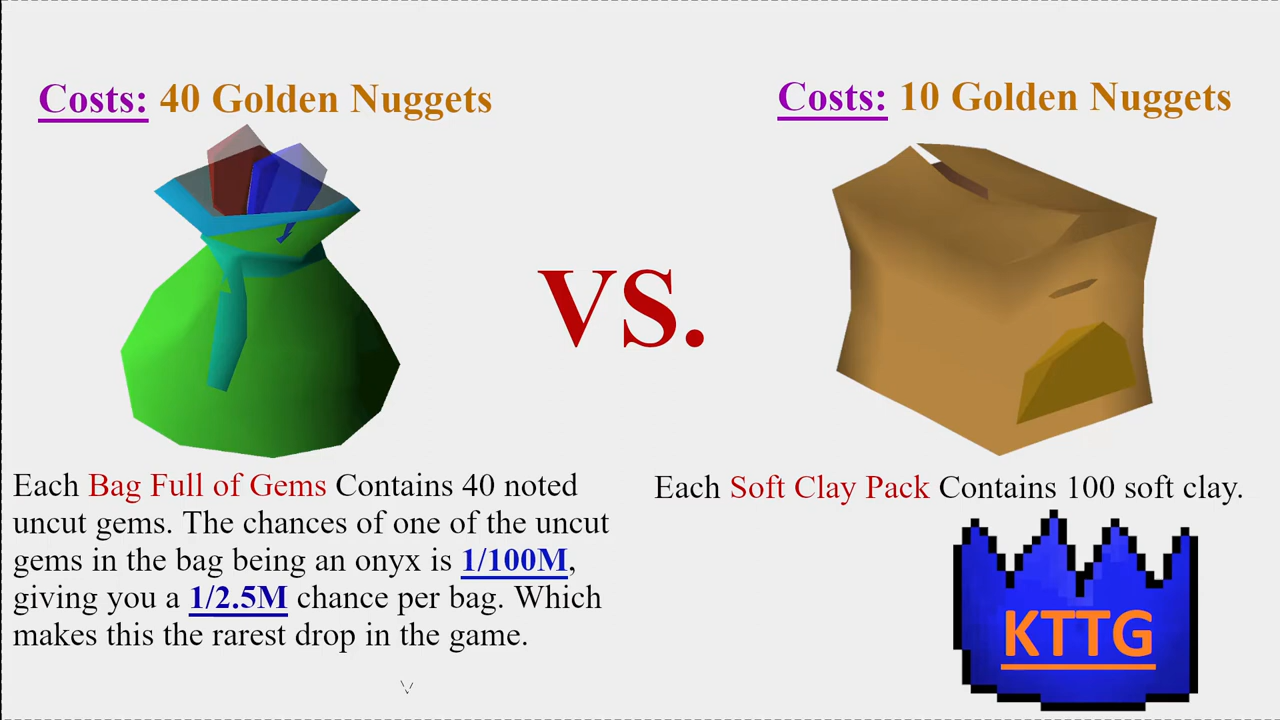 Costs: 40 Golden Nuggets
Costs: 10 Golden Nuggets
VS.
Each Bag Full of Gems Contains 40 noted
uncut gems. The chances of one of the uncut
gems in the bag being an onyx is 1/100M,
giving you a 1/2.5M chance per bag. Which
makes this the rarest drop in the game.
Each Soft Clay Pack Contains 100 soft clay.
KTTG